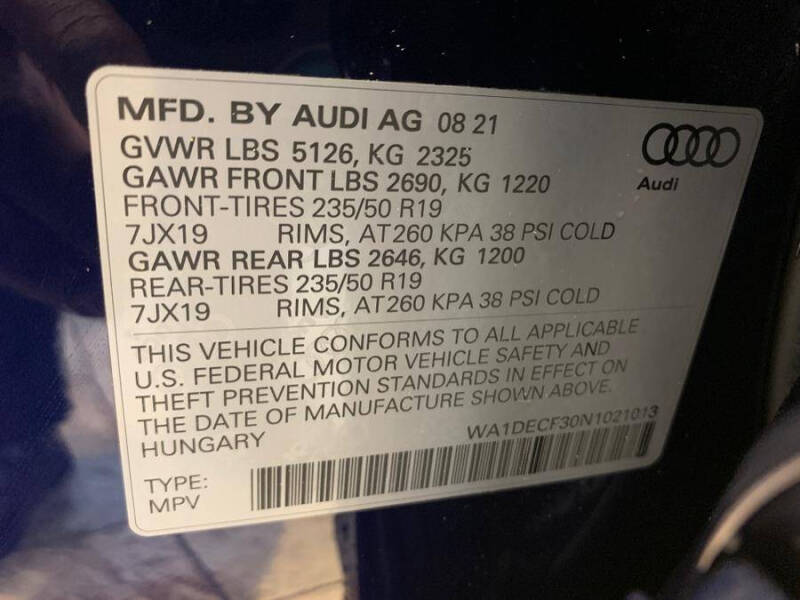 MFD. BY AUDI AG 08 21
GVWR LBS 5126, KG 2325
GAWR FRONT LBS 2690, KG 1220
FRONT-TIRES 235/50 R19
7JX19 RIMS, AT260 KPA 38 PSI COLD
GAWR REAR LBS 2646, KG 1200
REAR-TIRES 235/50 R19
7JX19 RIMS, AT260 KPA 38 PSI COLD
Audi
THIS VEHICLE CONFORMS TO ALL APPLICABLE
U.S. FEDERAL MOTOR VEHICLE SAFETY AND
THEFT PREVENTION STANDARDS IN EFFECT ON
THE DATE OF MANUFACTURE SHOWN ABOVE.
HUNGARY
WA1DECF30N1021013
TYPE:
MPV